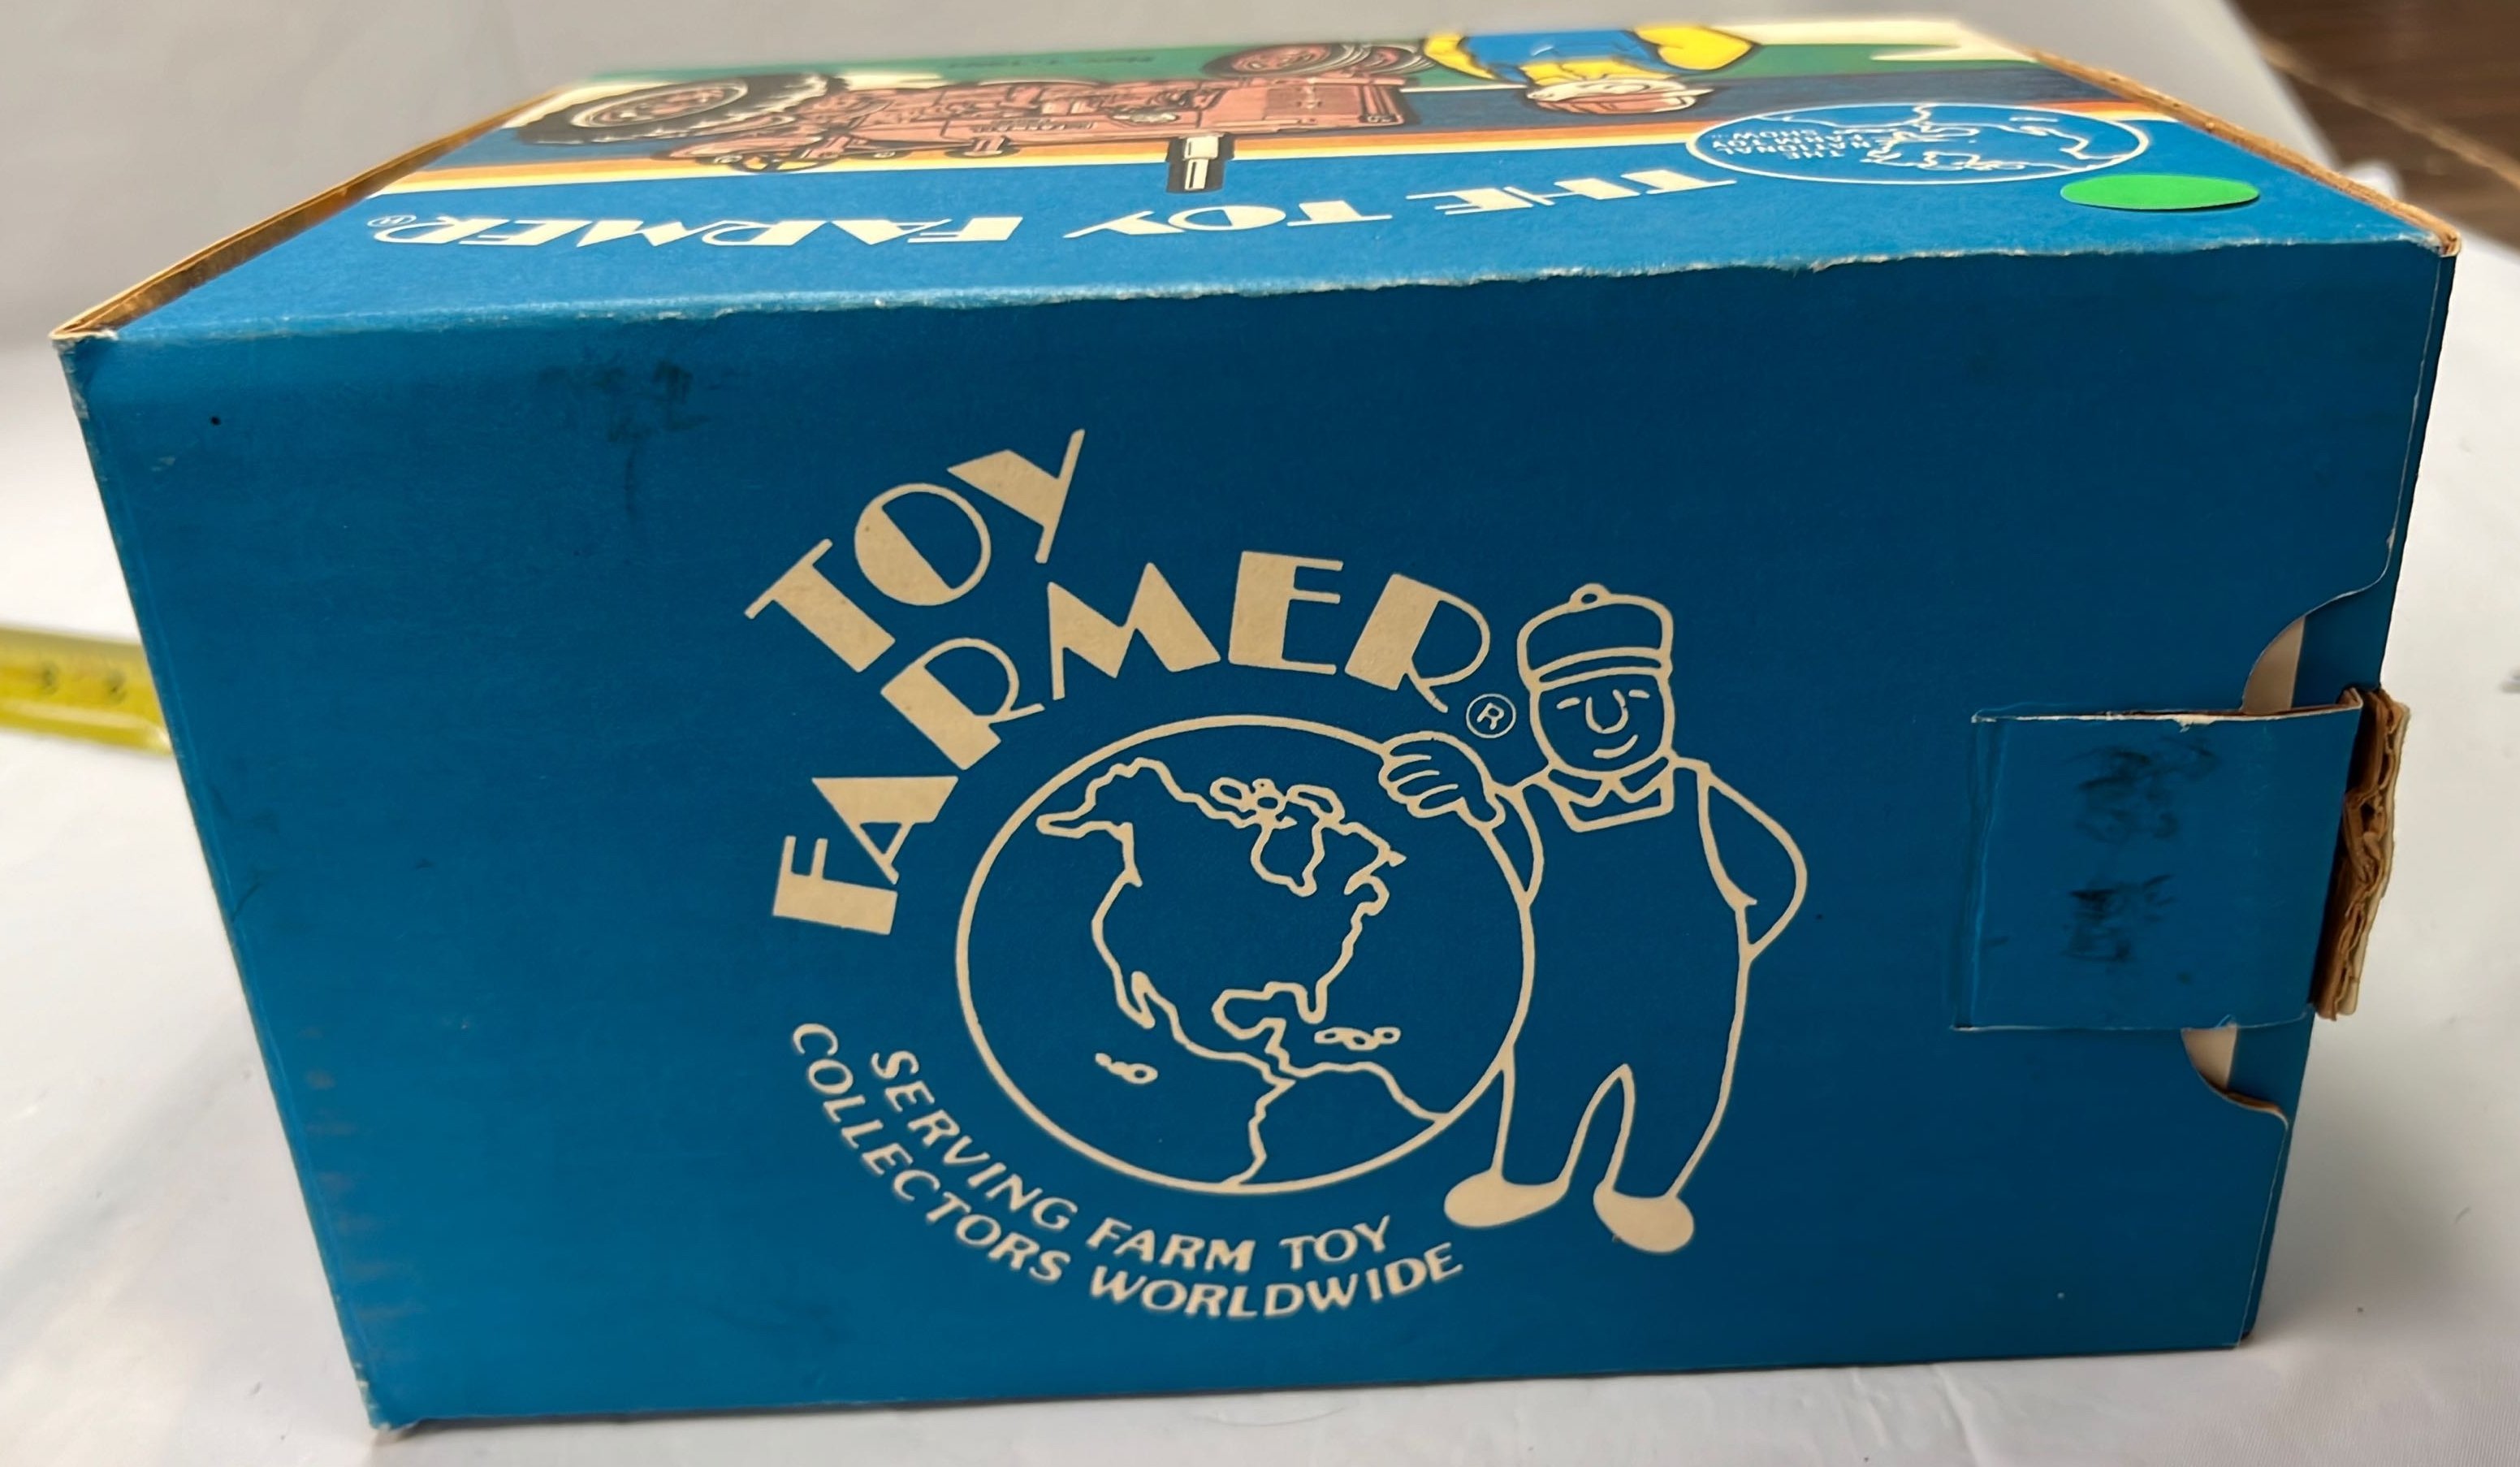 THE TOY FARMER®
THE
NATIONAL
FARM TOY
SHOW
TOY
FARMER®
SERVING FARM TOY
COLLECTORS WORLDWIDE